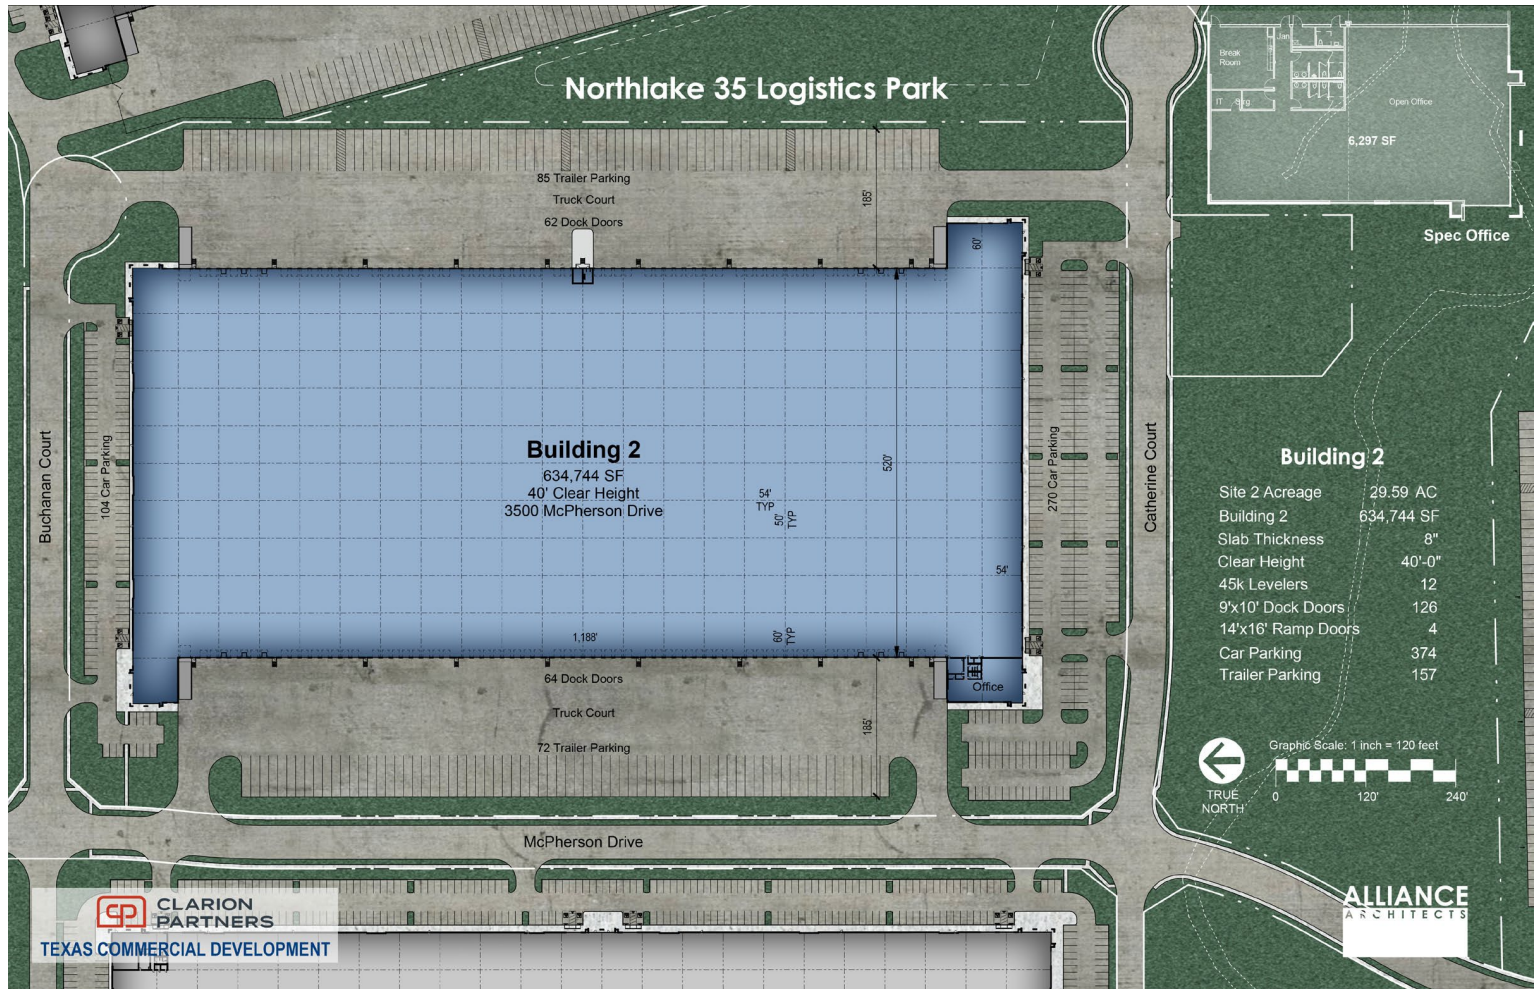 Northlake 35 Logistics Park
Break
Room
Jan
IT
Strg
Open Office
6,297 SF
Spec Office
85 Trailer Parking
Truck Court
62 Dock Doors
185'
60'
Buchanan Court
104 Car Parking
Building 2
634,744 SF
40' Clear Height
3500 McPherson Drive
54'
TYP
50'
TYP
520'
54'
1,188'
60'
TYP
270 Car Parking
Catherine Court
64 Dock Doors
Truck Court
72 Trailer Parking
185'
Office
McPherson Drive
Building 2
Site 2 Acreage 29.59 AC
Building 2 634,744 SF
Slab Thickness 8"
Clear Height 40'-0"
45k Levelers 12
9'x10' Dock Doors 126
14'x16' Ramp Doors 4
Car Parking 374
Trailer Parking 157
TRUE
NORTH
Graphic Scale: 1 inch = 120 feet
0 120' 240'
CP CLARION
PARTNERS
TEXAS COMMERCIAL DEVELOPMENT
ALLIANCE
ARCHITECTS